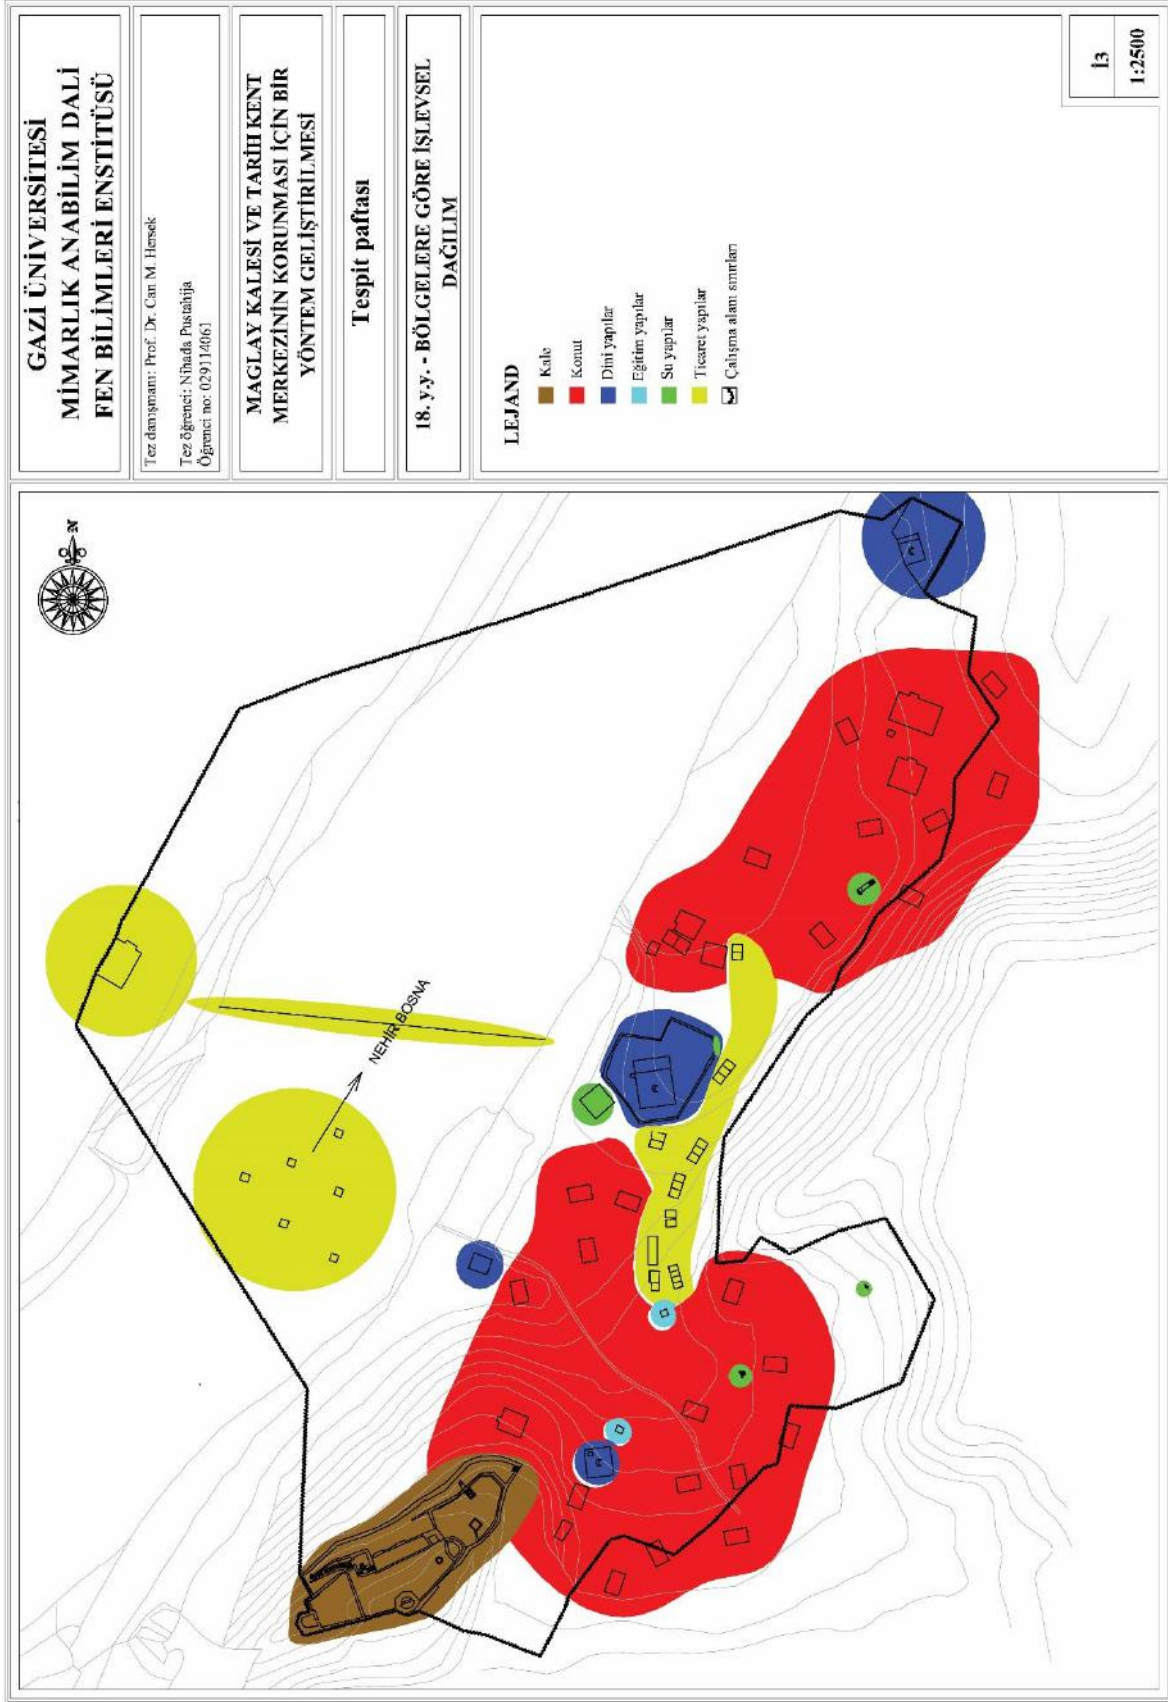 GAZİ ÜNİVERSİTESİ
MİMARLIK ANABİLİM DALİ
FEN BİLİMLERİ ENSTİTÜSÜ
Tez danışmanı: Prof. Dr. Can M. Hersek
Tez öğrenci: Nihada Pustahija
Öğrenci no: 029114061
MAGLAY KALESİ VE TARİH KENT
MERKEZİNİN KORUNMASI İÇİN BİR
YÖNTEM GELİŞTİRİLMESİ
Tespit paftası
18. y.y. - BÖLGELERE GÖRE İŞLEVSEL
DAĞILIM
LEJAND
Kale
Konut
Dini yapılar
Eğitim yapılar
Su yapılar
Ticaret yapılar
Çalışma alanı sınırları
İ3
1:2500
N
NEHİR BOSNA